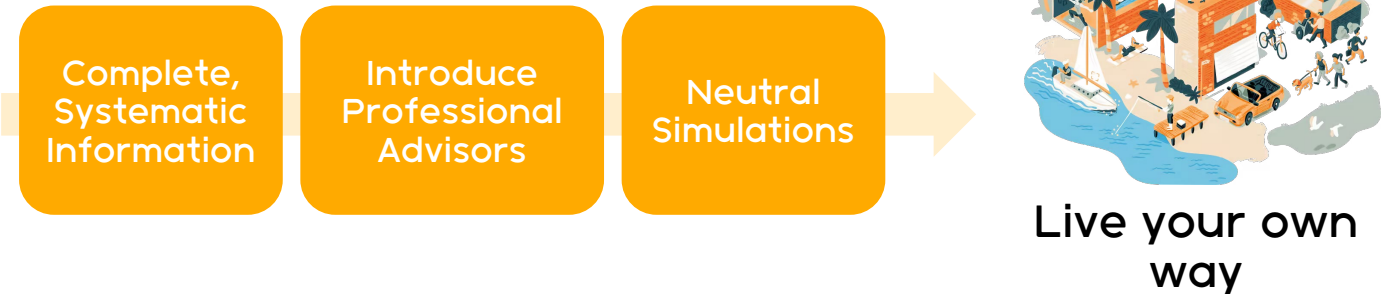 Complete,
Systematic
Information
Introduce
Professional
Advisors
Neutral
Simulations
Live your own
way